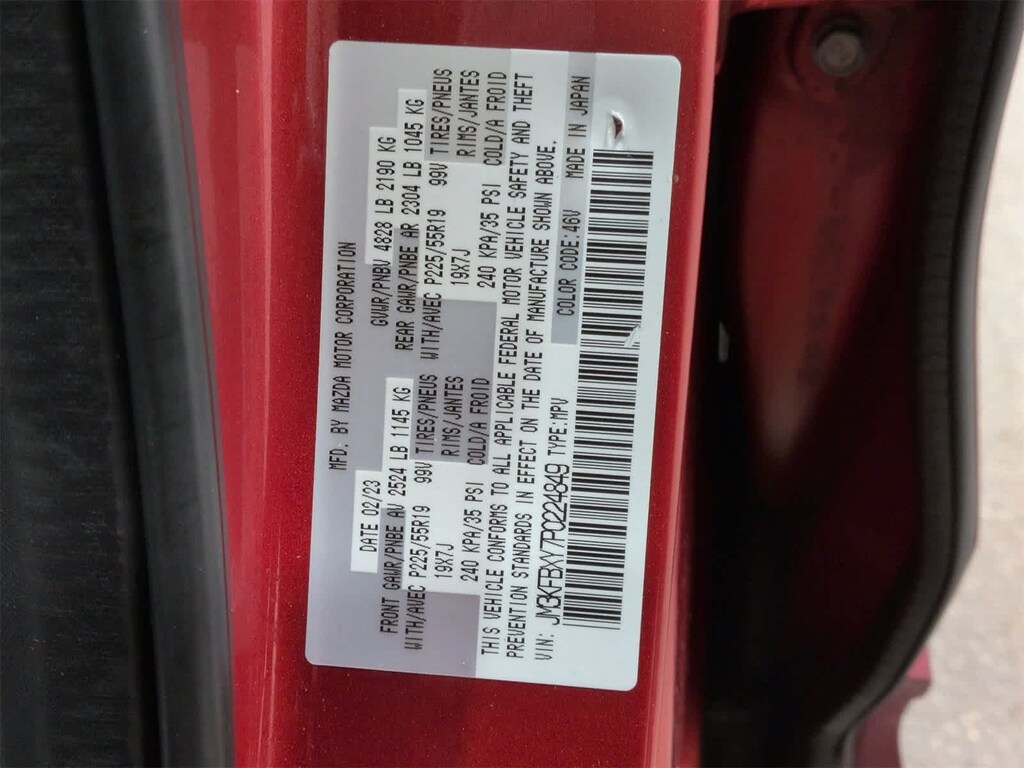 MFD. BY MAZDA MOTOR CORPORATION
DATE 02/23 GVWR/PNBV 4828 LB 2190 KG
FRONT GAWR/PNBE AV 2524 LB 1145 KG REAR GAWR/PNBE AR 2304 LB 1045 KG
WITH/AVEC P225/55R19 99V TIRES/PNEUS WITH/AVEC P225/55R19 99V TIRES/PNEUS
19X7J RIMS/JANTES 19X7J RIMS/JANTES
240 KPA/35 PSI COLD/A FROID 240 KPA/35 PSI COLD/A FROID
THIS VEHICLE CONFORMS TO ALL APPLICABLE FEDERAL MOTOR VEHICLE SAFETY AND THEFT
PREVENTION STANDARDS IN EFFECT ON THE DATE OF MANUFACTURE SHOWN ABOVE.
VIN: JM3KFBXY7P0224849 TYPE:MPV COLOR CODE:46V MADE IN JAPAN